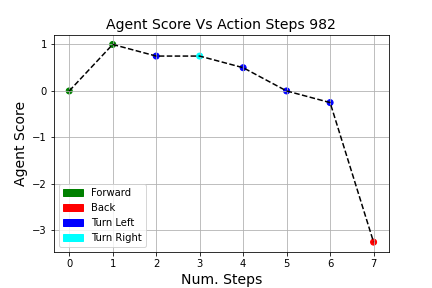 Agent Score Vs Action Steps 982
1
0
−1
−2
−3
Agent Score
Forward
Back
Turn Left
Turn Right
0 1 2 3 4 5 6 7
Num. Steps